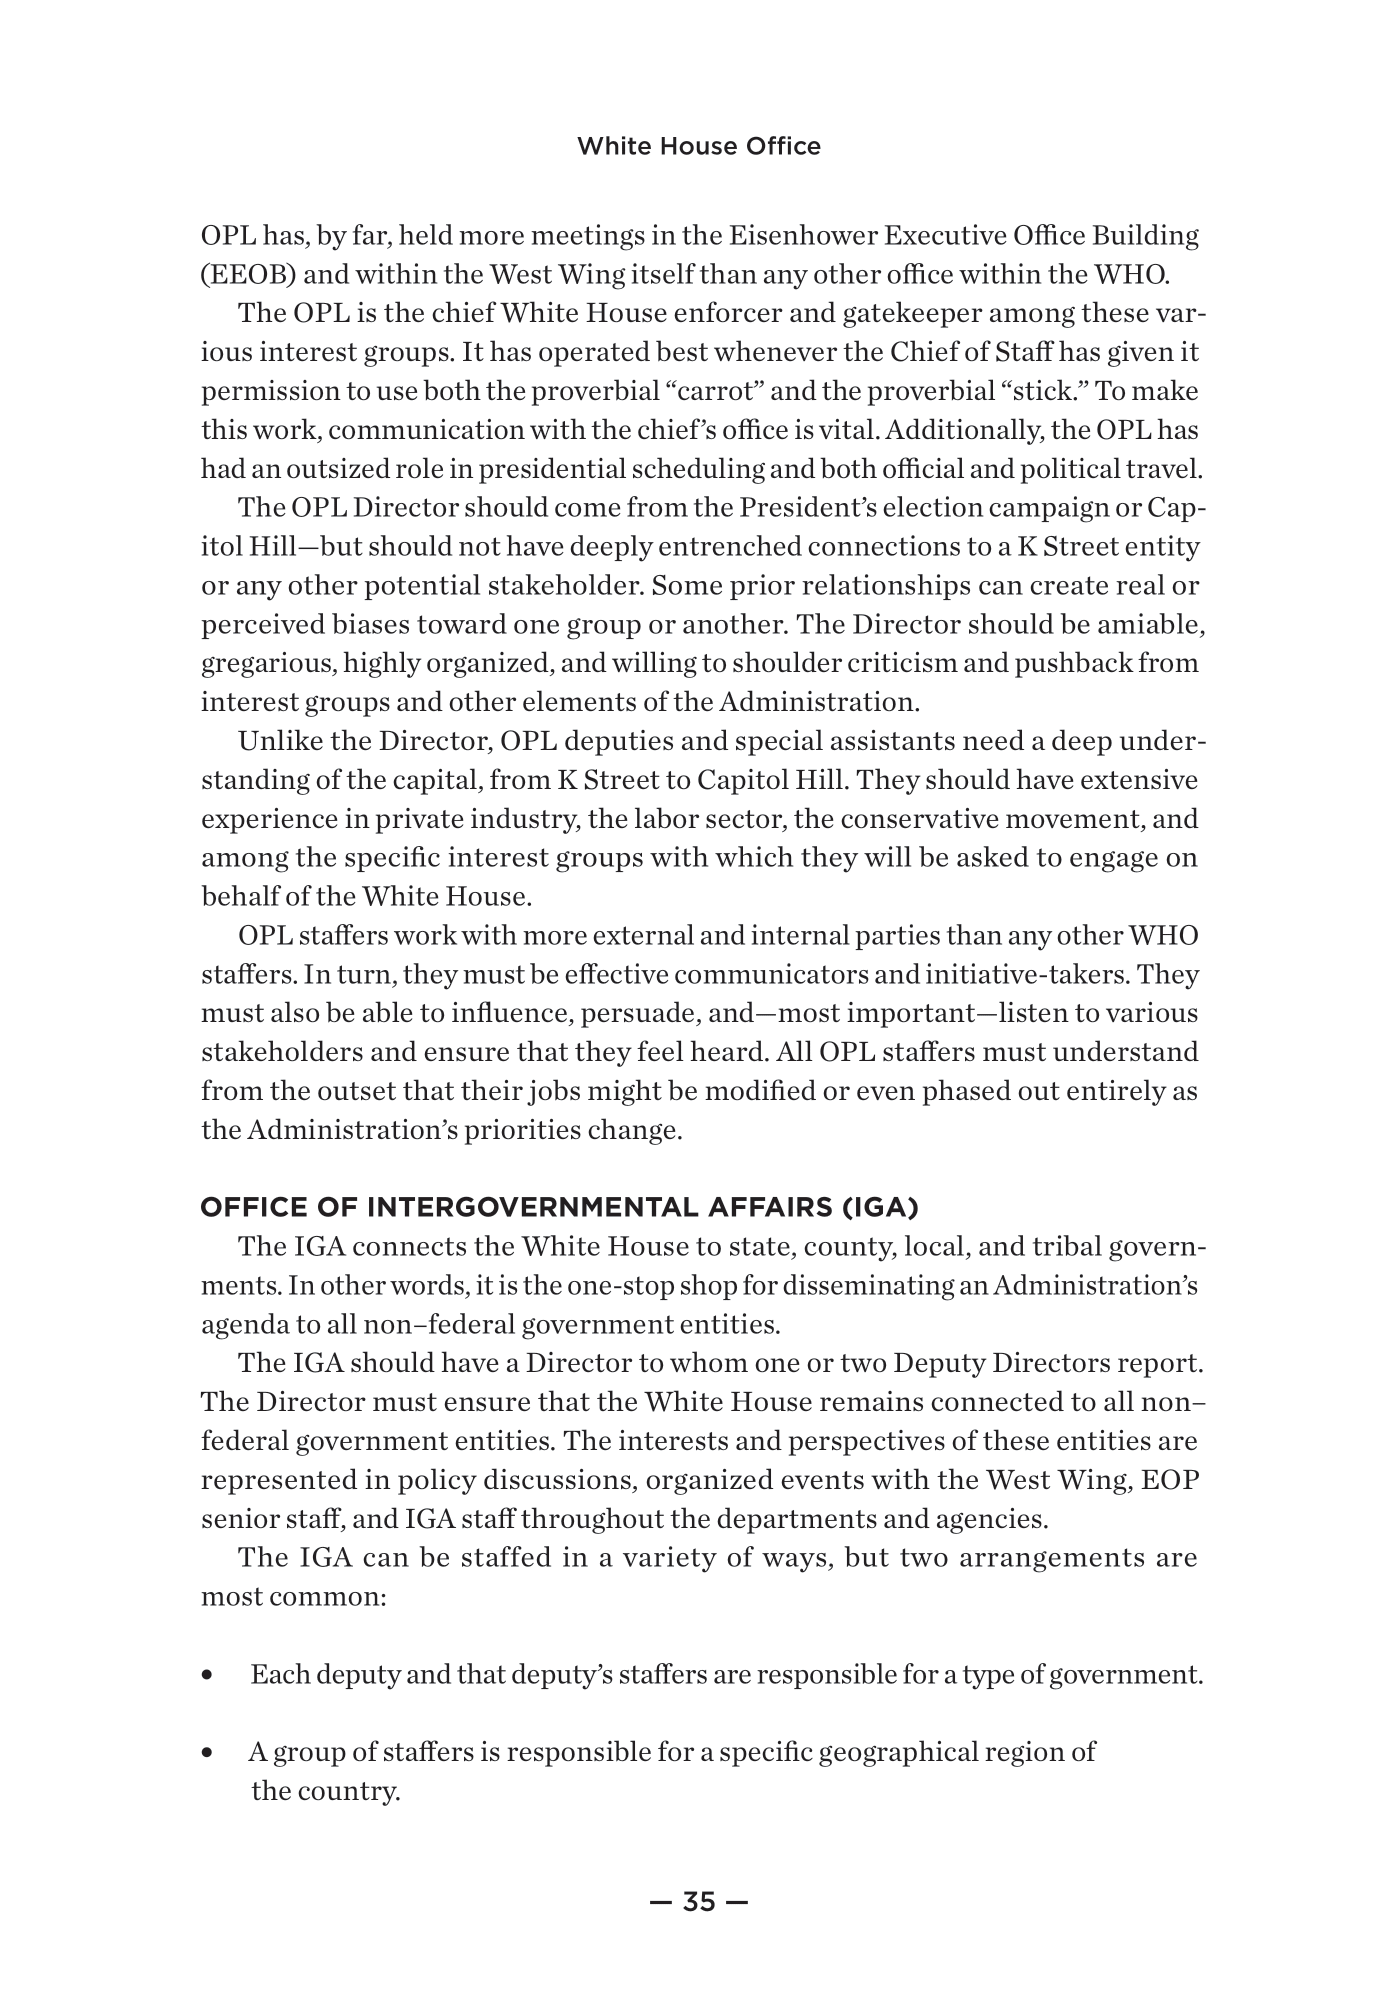 White House Office
OPL has, by far, held more meetings in the Eisenhower Executive Office Building
(EEOB) and within the West Wing itself than any other office within the WHO.
The OPL is the chief White House enforcer and gatekeeper among these var-
ious interest groups. It has operated best whenever the Chief of Staff has given it
permission to use both the proverbial “carrot” and the proverbial “stick.” To make
this work, communication with the chief’s office is vital. Additionally, the OPL has
had an outsized role in presidential scheduling and both official and political travel.
The OPL Director should come from the President’s election campaign or Cap-
itol Hill—but should not have deeply entrenched connections to a K Street entity
or any other potential stakeholder. Some prior relationships can create real or
perceived biases toward one group or another. The Director should be amiable,
gregarious, highly organized, and willing to shoulder criticism and pushback from
interest groups and other elements of the Administration.
Unlike the Director, OPL deputies and special assistants need a deep under-
standing of the capital, from K Street to Capitol Hill. They should have extensive
experience in private industry, the labor sector, the conservative movement, and
among the specific interest groups with which they will be asked to engage on
behalf of the White House.
OPL staffers work with more external and internal parties than any other WHO
staffers. In turn, they must be effective communicators and initiative-takers. They
must also be able to influence, persuade, and—most important—listen to various
stakeholders and ensure that they feel heard. All OPL staffers must understand
from the outset that their jobs might be modified or even phased out entirely as
the Administration’s priorities change.
OFFICE OF INTERGOVERNMENTAL AFFAIRS (IGA)
The IGA connects the White House to state, county, local, and tribal govern-
ments. In other words, it is the one-stop shop for disseminating an Administration’s
agenda to all non–federal government entities.
The IGA should have a Director to whom one or two Deputy Directors report.
The Director must ensure that the White House remains connected to all non–
federal government entities. The interests and perspectives of these entities are
represented in policy discussions, organized events with the West Wing, EOP
senior staff, and IGA staff throughout the departments and agencies.
The IGA can be staffed in a variety of ways, but two arrangements are
most common:
• Each deputy and that deputy’s staffers are responsible for a type of government.
• A group of staffers is responsible for a specific geographical region of
the country.
— 35 —